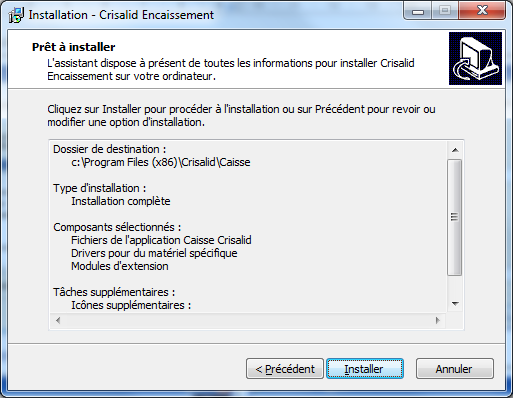 Installation - Crisalid Encaissement
Prêt à installer
L'assistant dispose à présent de toutes les informations pour installer Crisalid
Encaissement sur votre ordinateur.
Cliquez sur Installer pour procéder à l'installation ou sur Précédent pour revoir ou
modifier une option d'installation.
Dossier de destination :
c:\Program Files (x86)\Crisalid\Caisse
Type d'installation :
Installation complète
Composants sélectionnés :
Fichiers de l'application Caisse Crisalid
Drivers pour du matériel spécifique
Modules d'extension
Tâches supplémentaires :
Icônes supplémentaires :
< Précédent
Installer
Annuler